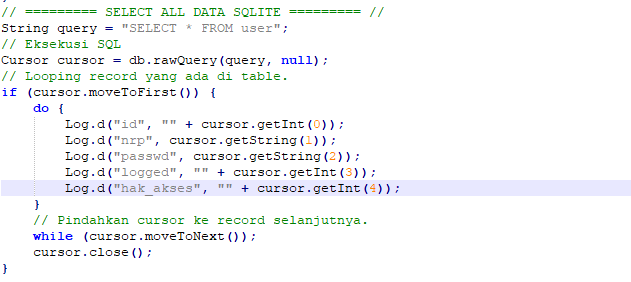 // ========= SELECT ALL DATA SQLITE ========= //
String query = "SELECT * FROM user";
// Eksekusi SQL
Cursor cursor = db.rawQuery(query, null);
// Looping record yang ada di table.
if (cursor.moveToFirst()) {
    do {
        Log.d("id", "" + cursor.getInt(0));
        Log.d("nrp", cursor.getString(1));
        Log.d("passwd", cursor.getString(2));
        Log.d("logged", "" + cursor.getInt(3));
        Log.d("hak_akses", "" + cursor.getInt(4));
    }
    // Pindahkan cursor ke record selanjutnya.
    while (cursor.moveToNext());
    cursor.close();
}